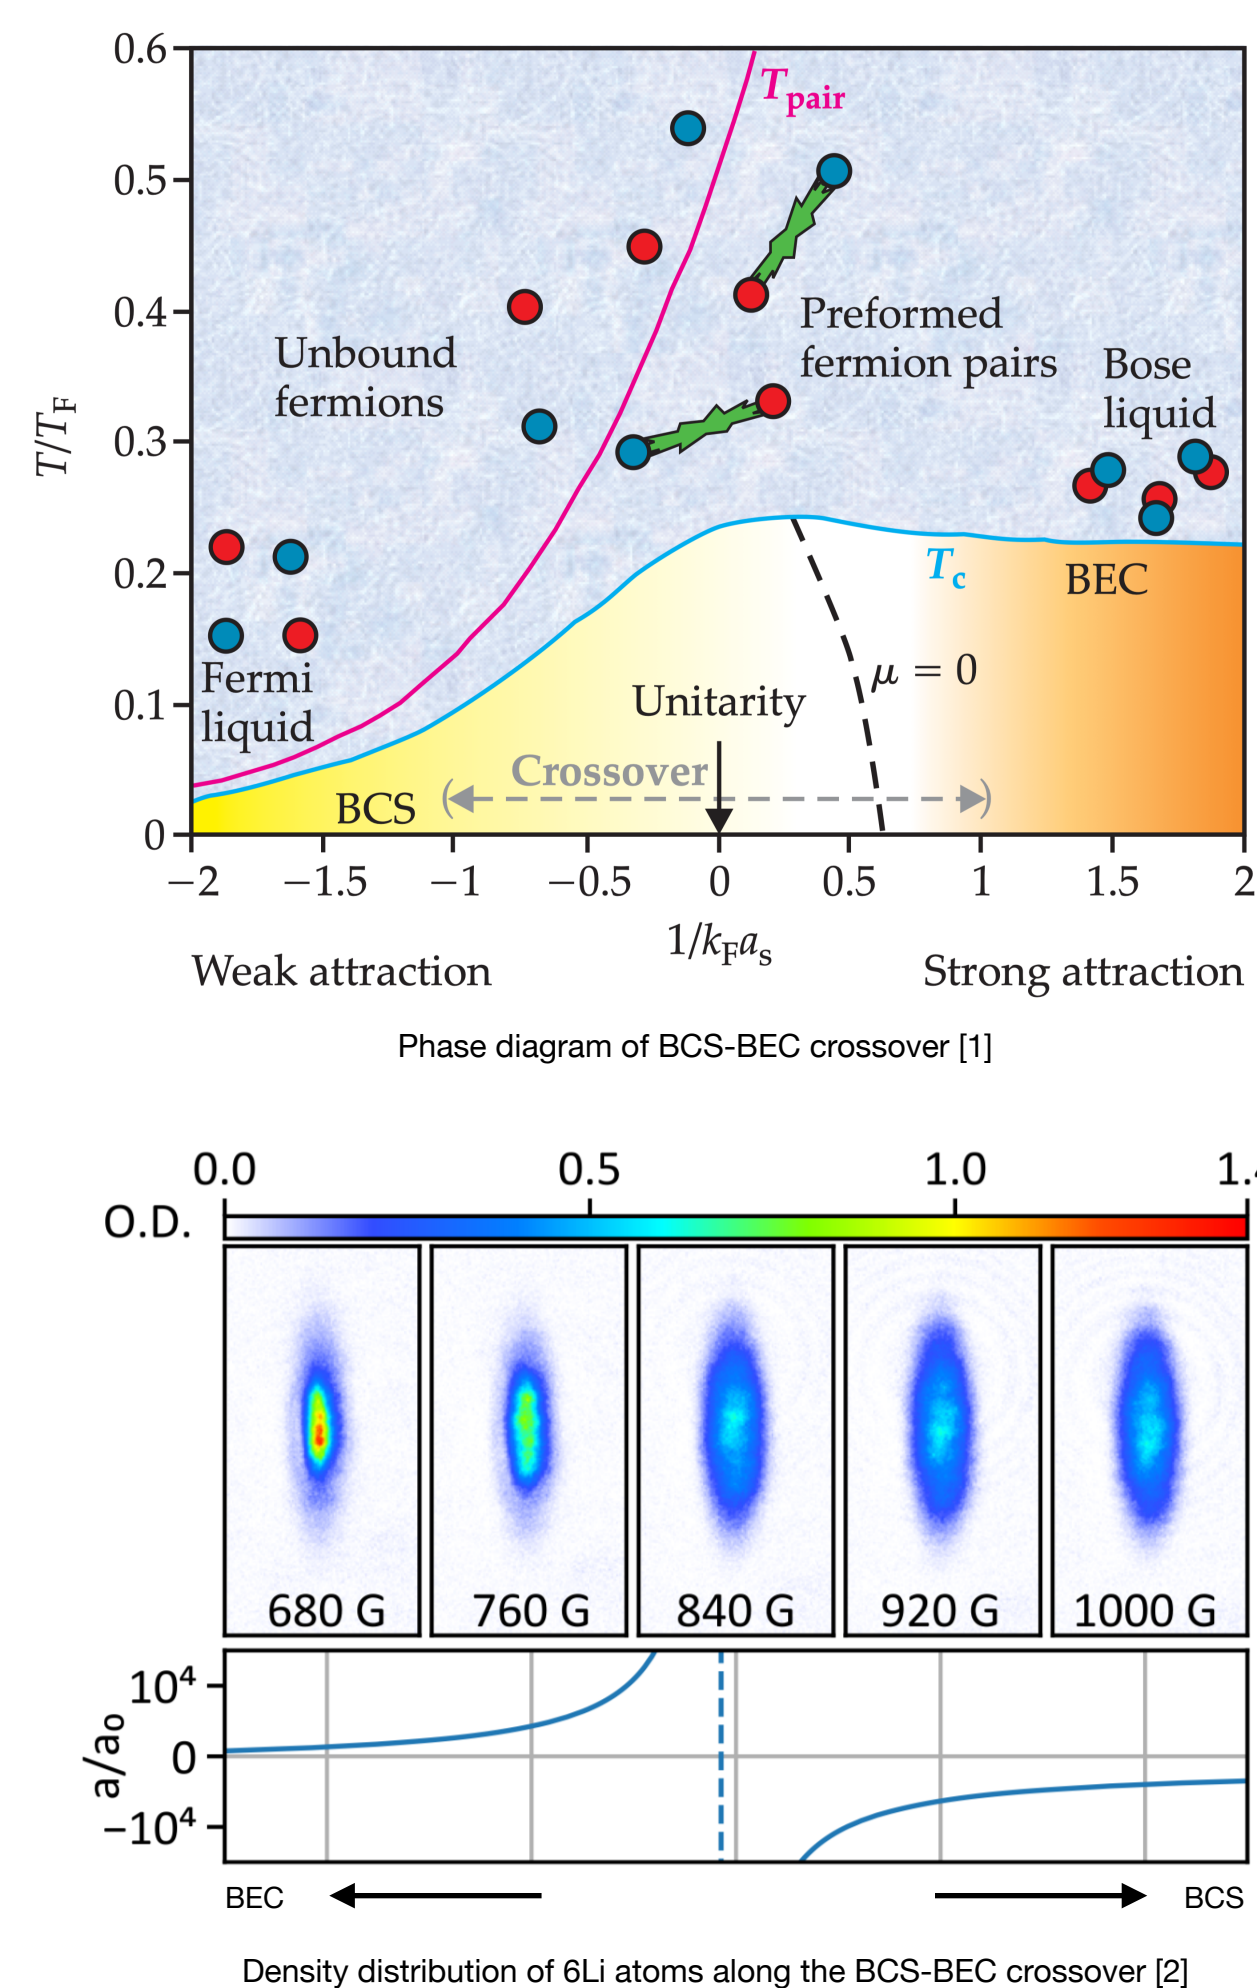 0.6
T_pair
0.5
0.4
Preformed
fermion pairs
Unbound
fermions
Bose
liquid
T/T_F
0.3
0.2
T_c
BEC
Fermi
liquid
μ = 0
Unitarity
0.1
Crossover
BCS
0
−2 −1.5 −1 −0.5 0 0.5 1 1.5 2
1/k_F a_s
Weak attraction Strong attraction
Phase diagram of BCS-BEC crossover [1]
0.0 0.5 1.0 1.
O.D.
680 G 760 G 840 G 920 G 1000 G
10⁴
a/a₀
0
−10⁴
BEC BCS
Density distribution of 6Li atoms along the BCS-BEC crossover [2]